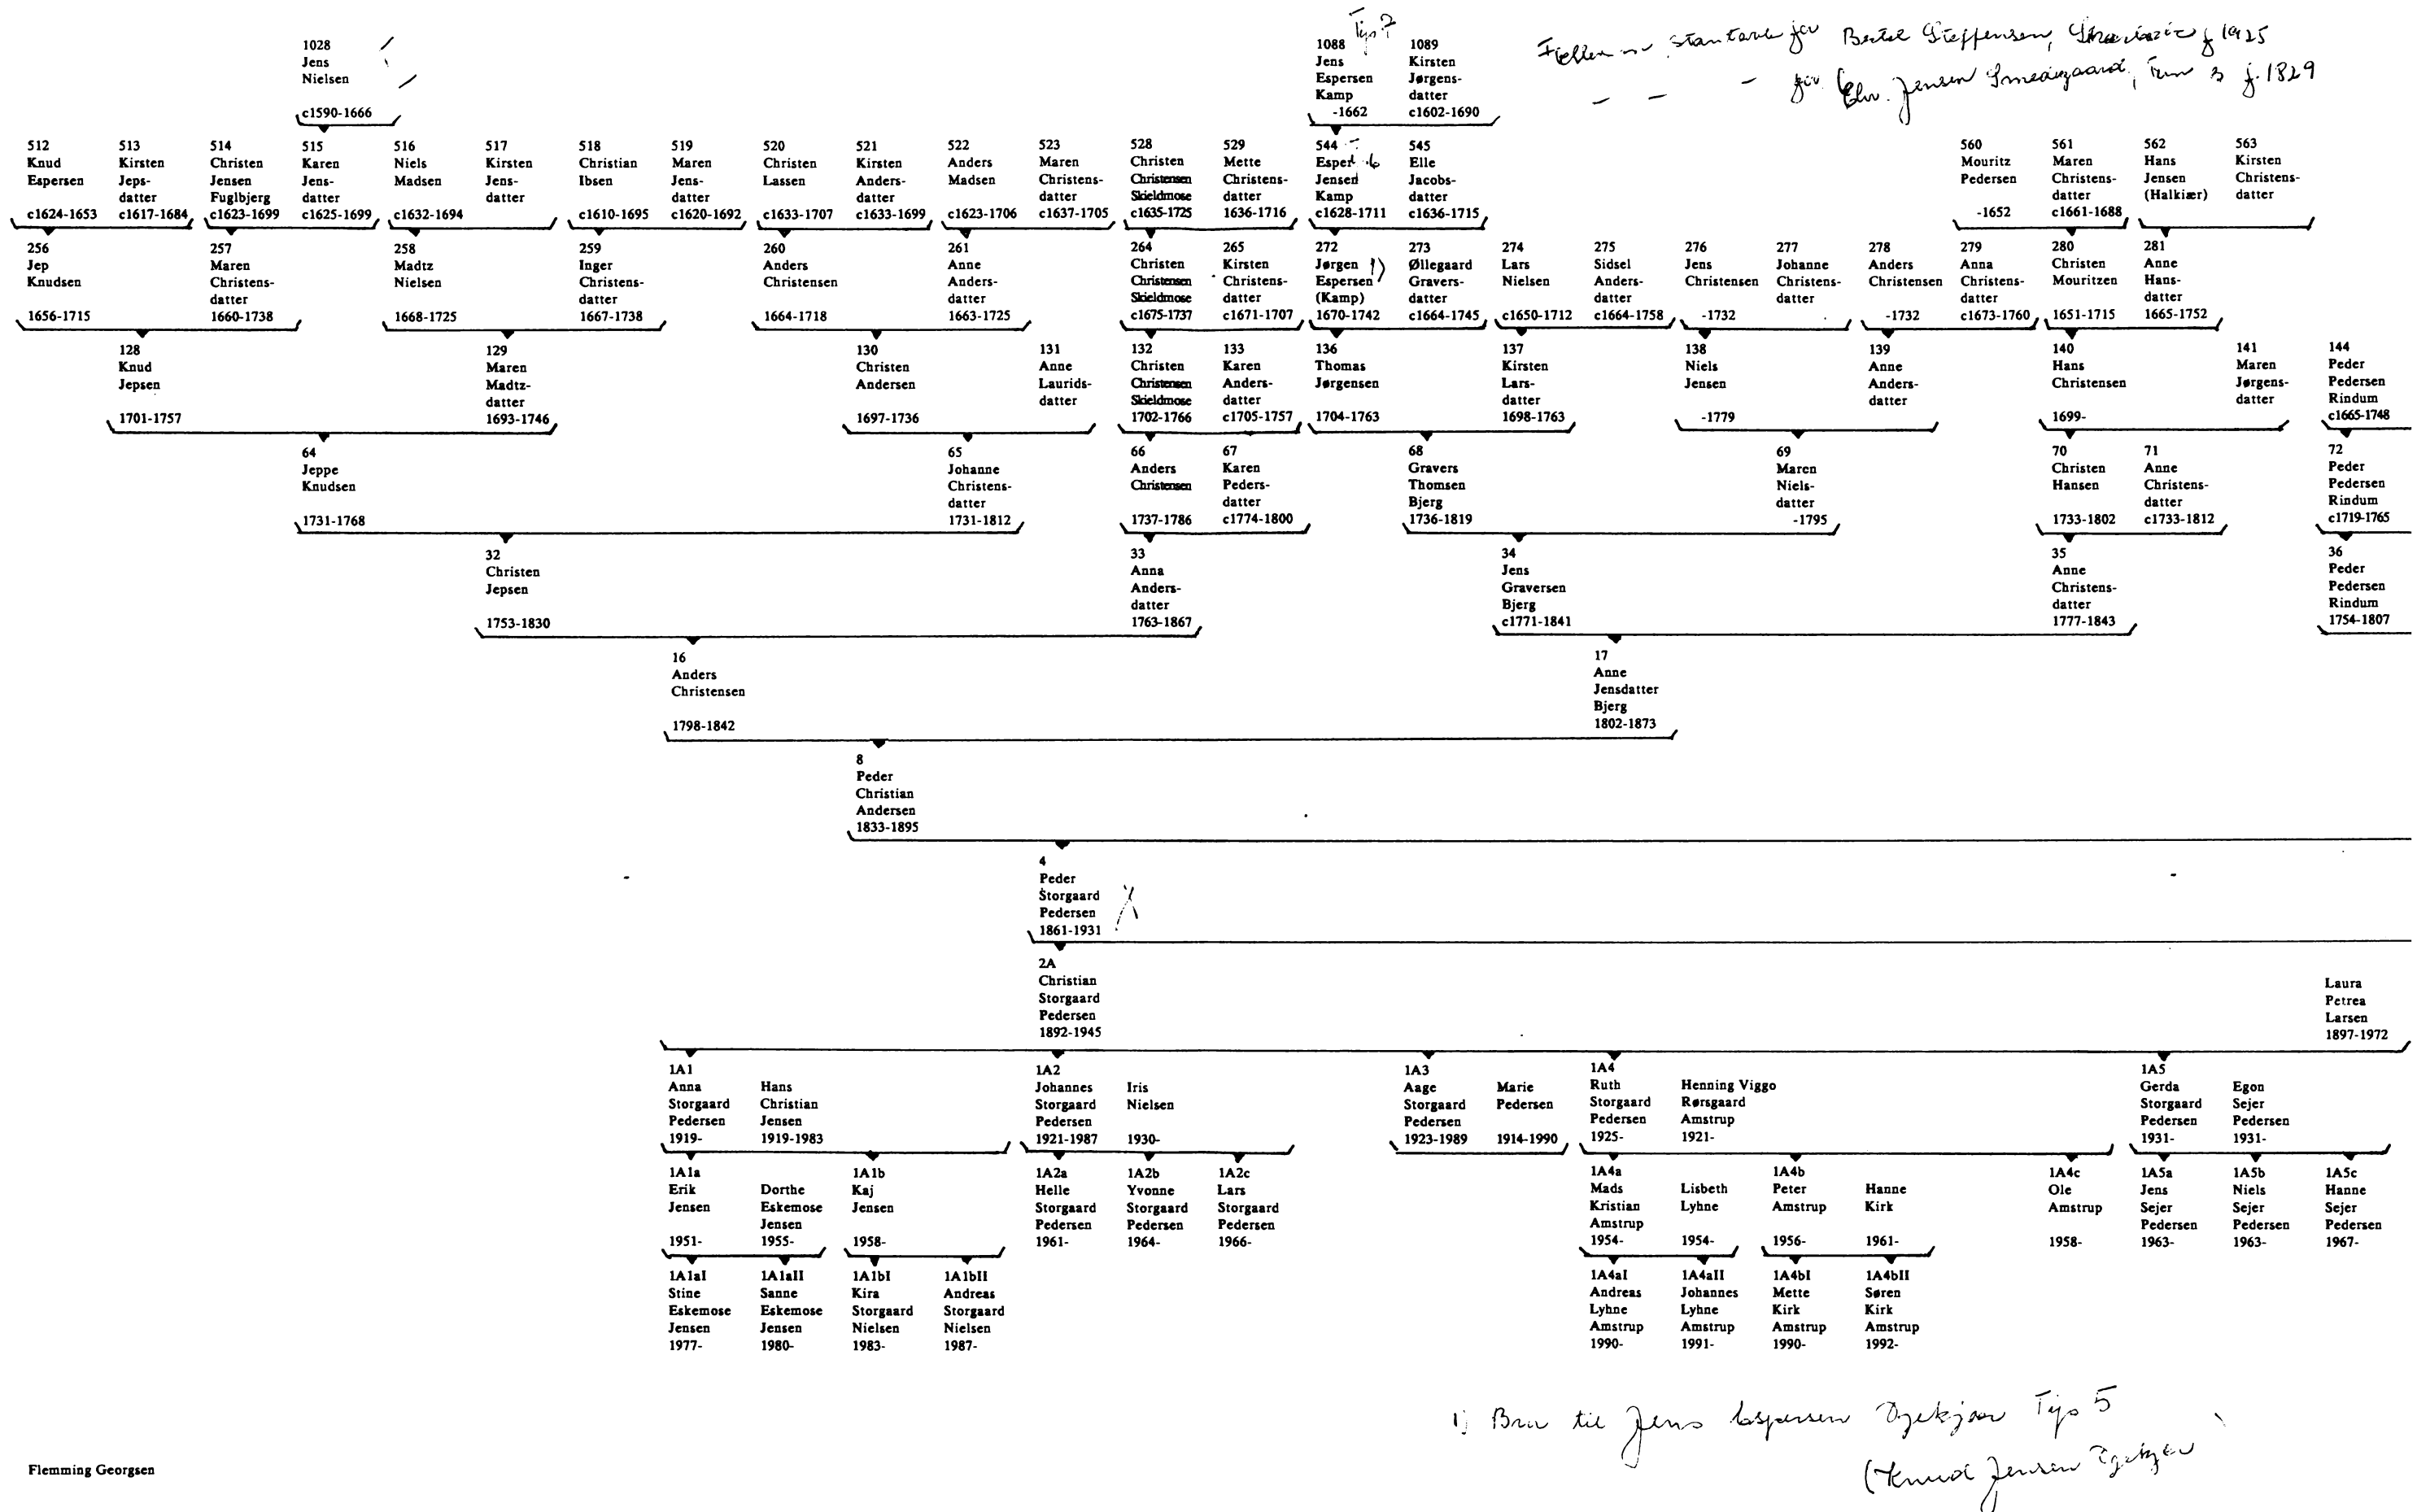 1028
Jens
Nielsen
c1590-1666
1088
Jens
Espersen
Kamp
-1662
1089
Kirsten
Jørgens-
datter
c1602-1690
for Steffensen, f 1925
- - - for Chr. Jensen f. 1829
512
Knud
Espersen
c1624-1653
513
Kirsten
Jeps-
datter
c1617-1684
514
Christen
Jensen
Fuglbjerg
c1623-1699
515
Karen
Jens-
datter
c1625-1699
516
Niels
Madsen
c1632-1694
517
Kirsten
Jens-
datter
518
Christian
Ibsen
c1610-1695
519
Maren
Jens-
datter
c1620-1692
520
Christen
Lassen
c1633-1707
521
Kirsten
Anders-
datter
c1633-1699
522
Anders
Madsen
c1623-1706
523
Maren
Christens-
datter
c1637-1705
528
Christen
Christensen
Skieldmose
c1635-1725
529
Mette
Christens-
datter
1636-1716
544
Jensen
Kamp
c1628-1711
545
Elle
Jacobs-
datter
c1636-1715
560
Mouritz
Pedersen
-1652
561
Maren
Christens-
datter
c1661-1688
562
Hans
Jensen
(Halkiær)
563
Kirsten
Christens-
datter
256
Jep
Knudsen
1656-1715
257
Maren
Christens-
datter
1660-1738
258
Madtz
Nielsen
1668-1725
259
Inger
Christens-
datter
1667-1738
260
Anders
Christensen
1664-1718
261
Anne
Anders-
datter
1663-1725
264
Christen
Christensen
Skieldmose
c1675-1737
265
Kirsten
Christens-
datter
c1671-1707
272
Jørgen 1)
Espersen
(Kamp)
1670-1742
273
Øllegaard
Gravers-
datter
c1664-1745
274
Lars
Nielsen
c1650-1712
275
Sidsel
Anders-
datter
c1664-1758
276
Jens
Christensen
-1732
277
Johanne
Christens-
datter
278
Anders
Christensen
-1732
279
Anna
Christens-
datter
c1673-1760
280
Christen
Mouritzen
1651-1715
281
Anne
Hans-
datter
1665-1752
128
Knud
Jepsen
1701-1757
129
Maren
Madtz-
datter
1693-1746
130
Christen
Andersen
1697-1736
131
Anne
Laurids-
datter
132
Christen
Christensen
Skieldmose
1702-1766
133
Karen
Anders-
datter
c1705-1757
136
Thomas
Jørgensen
1704-1763
137
Kirsten
Lars-
datter
1698-1763
138
Niels
Jensen
-1779
139
Anne
Anders-
datter
140
Hans
Christensen
1699-
141
Maren
Jørgens-
datter
144
Peder
Pedersen
Rindum
c1665-1748
64
Jeppe
Knudsen
1731-1768
65
Johanne
Christens-
datter
1731-1812
66
Anders
Christensen
1737-1786
67
Karen
Peders-
datter
c1774-1800
68
Gravers
Thomsen
Bjerg
1736-1819
69
Maren
Niels-
datter
-1795
70
Christen
Hansen
1733-1802
71
Anne
Christens-
datter
c1733-1812
72
Peder
Pedersen
Rindum
c1719-1765
32
Christen
Jepsen
1753-1830
33
Anna
Anders-
datter
1763-1867
34
Jens
Graversen
Bjerg
c1771-1841
35
Anne
Christens-
datter
1777-1843
36
Peder
Pedersen
Rindum
1754-1807
16
Anders
Christensen
1798-1842
17
Anne
Jensdatter
Bjerg
1802-1873
8
Peder
Christian
Andersen
1833-1895
4
Peder
Storgaard
Pedersen
1861-1931
2A
Christian
Storgaard
Pedersen
1892-1945
Laura
Petrea
Larsen
1897-1972
1A1
Anna
Storgaard
Pedersen
1919-
Hans
Christian
Jensen
1919-1983
1A2
Johannes
Storgaard
Pedersen
1921-1987
Iris
Nielsen
1930-
1A3
Aage
Storgaard
Pedersen
1923-1989
Marie
Pedersen
1914-1990
1A4
Ruth
Storgaard
Pedersen
1925-
Henning Viggo
Rørsgaard
Amstrup
1921-
1A5
Gerda
Storgaard
Pedersen
1931-
Egon
Sejer
Pedersen
1931-
1A1a
Erik
Jensen
1951-
Dorthe
Eskemose
Jensen
1955-
1A1b
Kaj
Jensen
1958-
1A2a
Helle
Storgaard
Pedersen
1961-
1A2b
Yvonne
Storgaard
Pedersen
1964-
1A2c
Lars
Storgaard
Pedersen
1966-
1A4a
Mads
Kristian
Amstrup
1954-
Lisbeth
Lyhne
1954-
1A4b
Peter
Amstrup
1956-
Hanne
Kirk
1961-
1A4c
Ole
Amstrup
1958-
1A5a
Jens
Sejer
Pedersen
1963-
1A5b
Niels
Sejer
Pedersen
1963-
1A5c
Hanne
Sejer
Pedersen
1967-
1A1aI
Stine
Eskemose
Jensen
1977-
1A1aII
Sanne
Eskemose
Jensen
1980-
1A1bI
Kira
Storgaard
Nielsen
1983-
1A1bII
Andreas
Storgaard
Nielsen
1987-
1A4aI
Andreas
Lyhne
Amstrup
1990-
1A4aII
Johannes
Lyhne
Amstrup
1991-
1A4bI
Mette
Kirk
Amstrup
1990-
1A4bII
Søren
Kirk
Amstrup
1992-
1) til Jens Espersen 5
(Knud Jensen
Flemming Georgsen